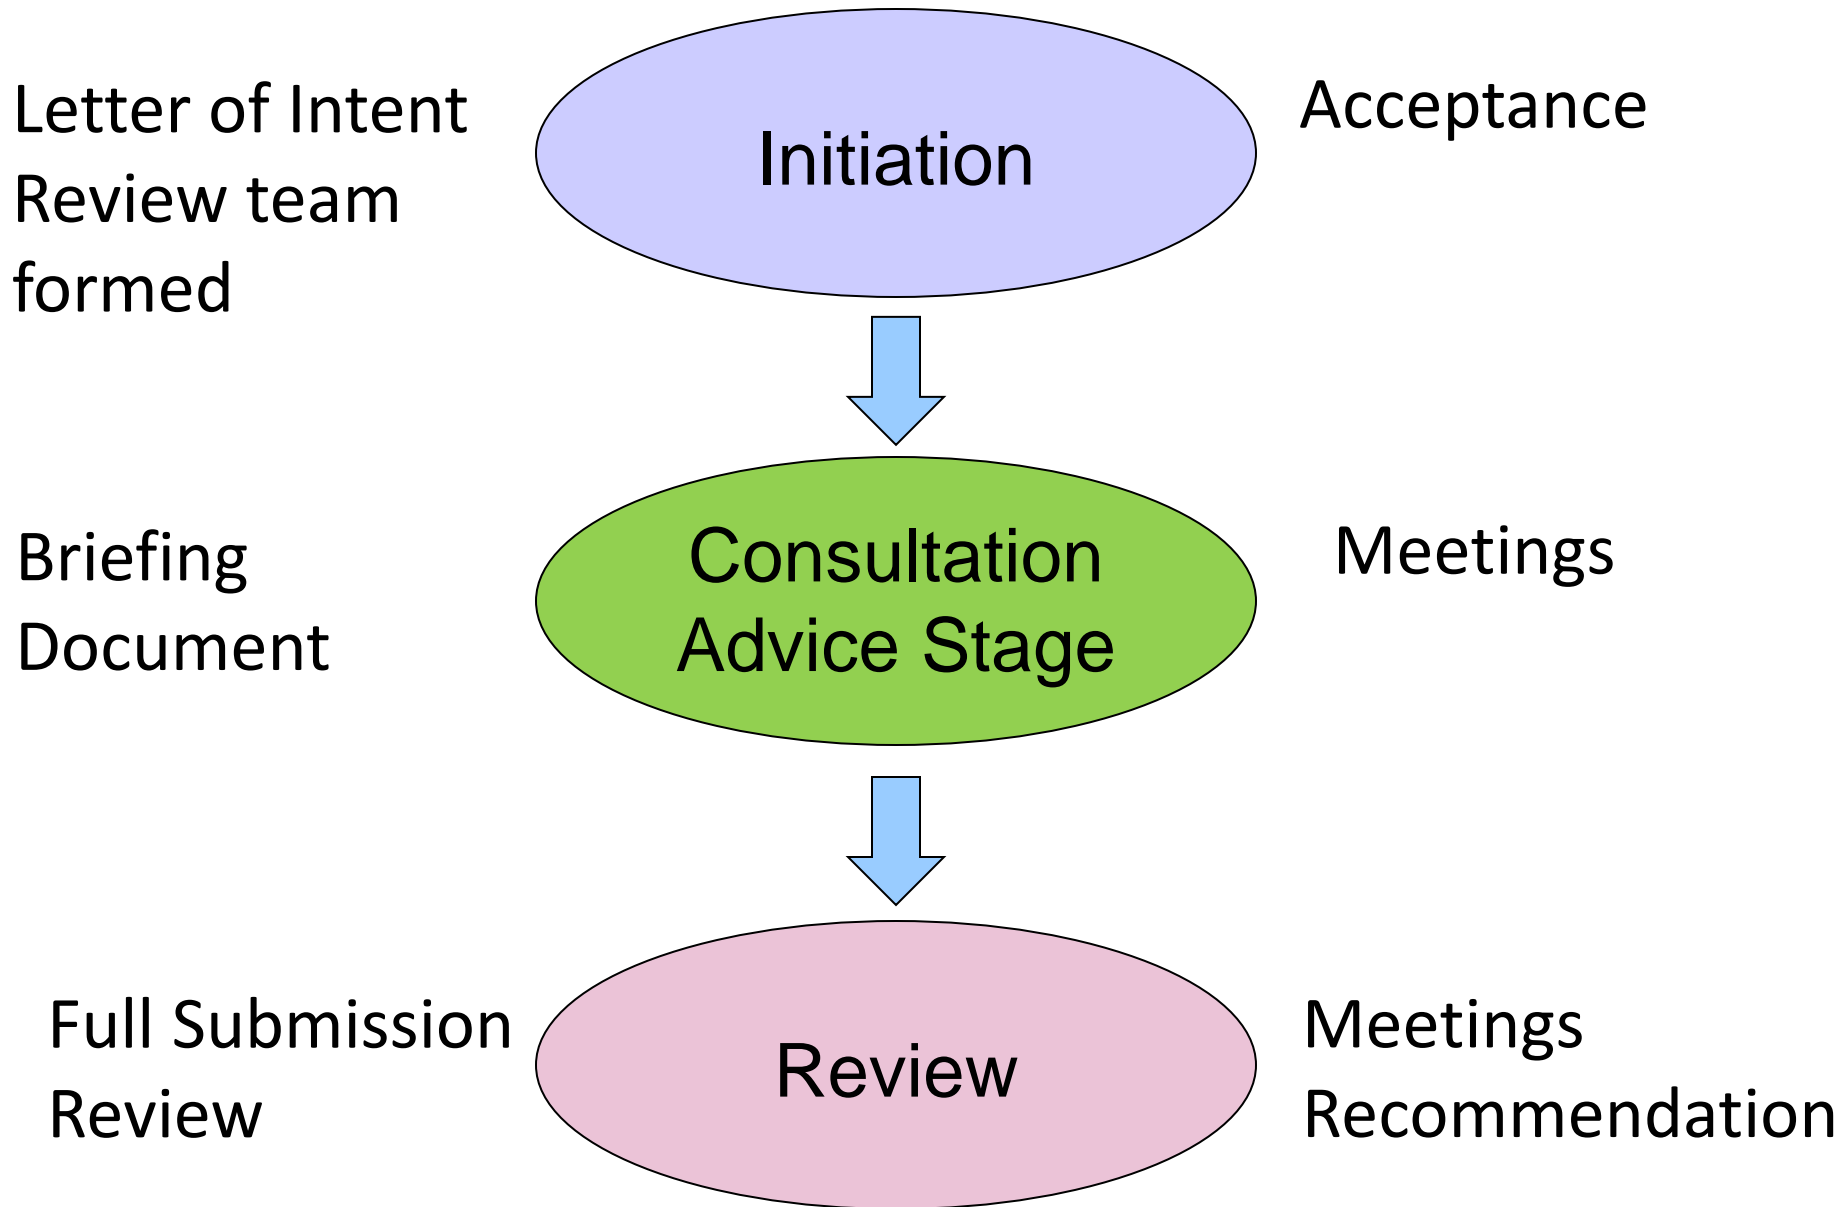 Letter of Intent
Review team
formed
Initiation
Acceptance
Briefing
Document
Consultation
Advice Stage
Meetings
Full Submission
Review
Review
Meetings
Recommendation